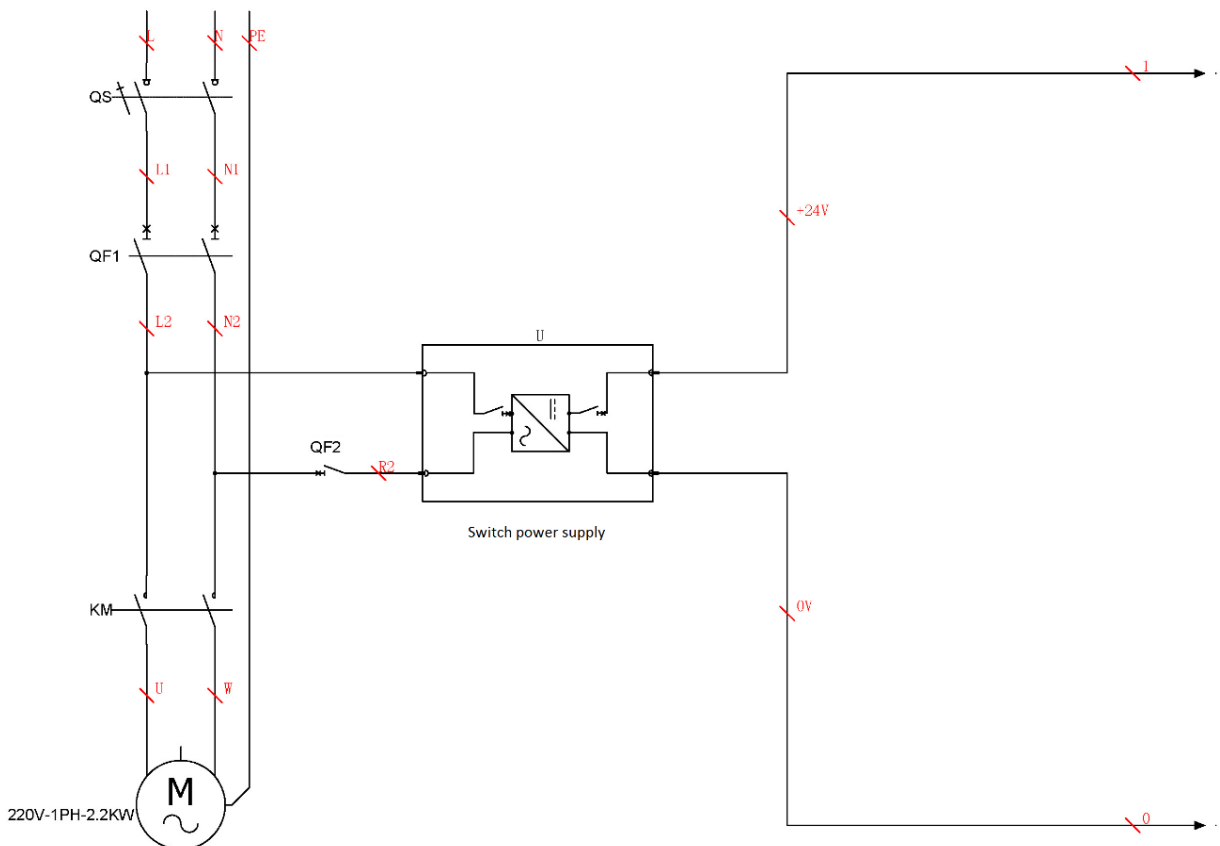 L N PE
1
QS
L1 N1
+24V
QF1
L2 N2
U
QF2
R2
Switch power supply
KM
0V
U W
M
220V-1PH-2.2KW
0